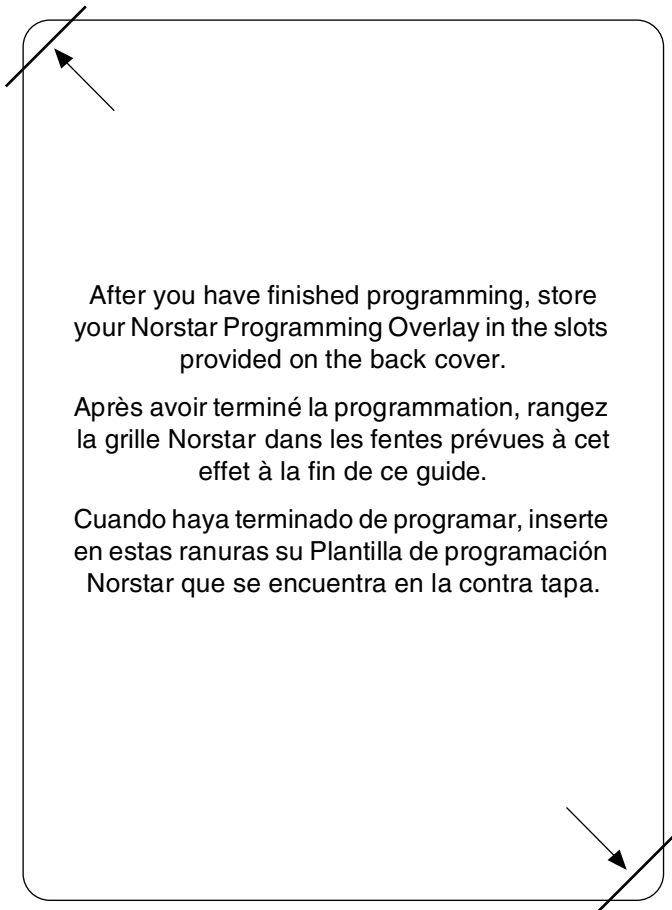 After you have finished programming, store
your Norstar Programming Overlay in the slots
provided on the back cover.
Après avoir terminé la programmation, rangez
la grille Norstar dans les fentes prévues à cet
effet à la fin de ce guide.
Cuando haya terminado de programar, inserte
en estas ranuras su Plantilla de programación
Norstar que se encuentra en la contra tapa.